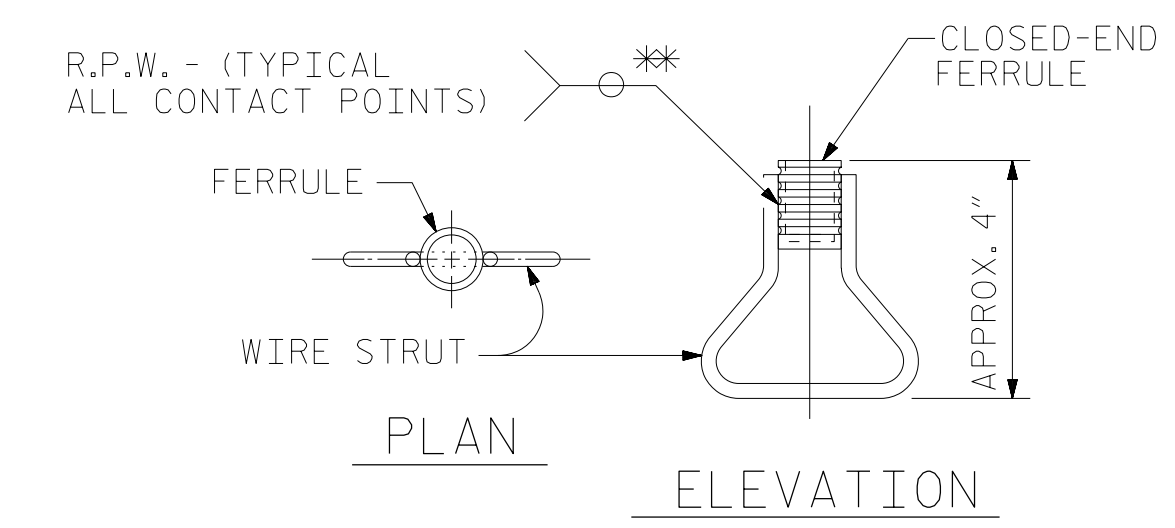 R.P.W. - (TYPICAL
ALL CONTACT POINTS)
**
CLOSED-END
FERRULE
FERRULE
APPROX. 4"
WIRE STRUT
PLAN
ELEVATION